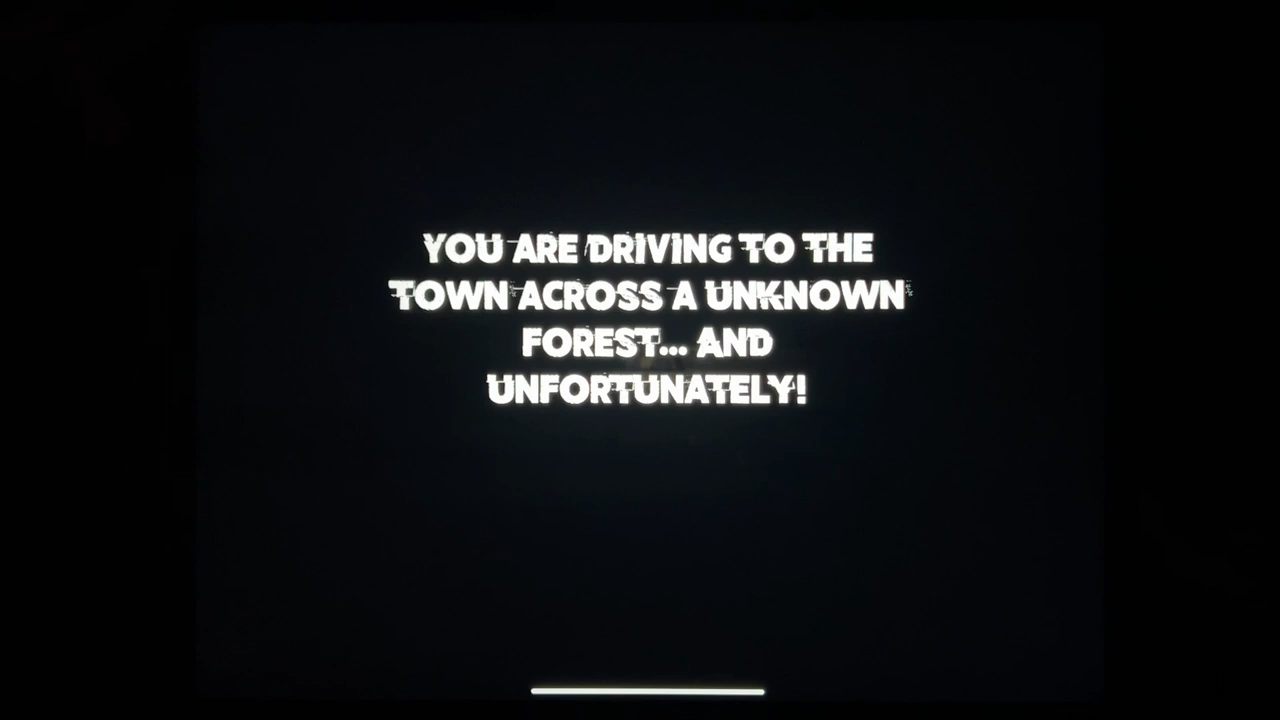 YOU ARE DRIVING TO THE
TOWN ACROSS A UNKNOWN
FOREST... AND
UNFORTUNATELY!